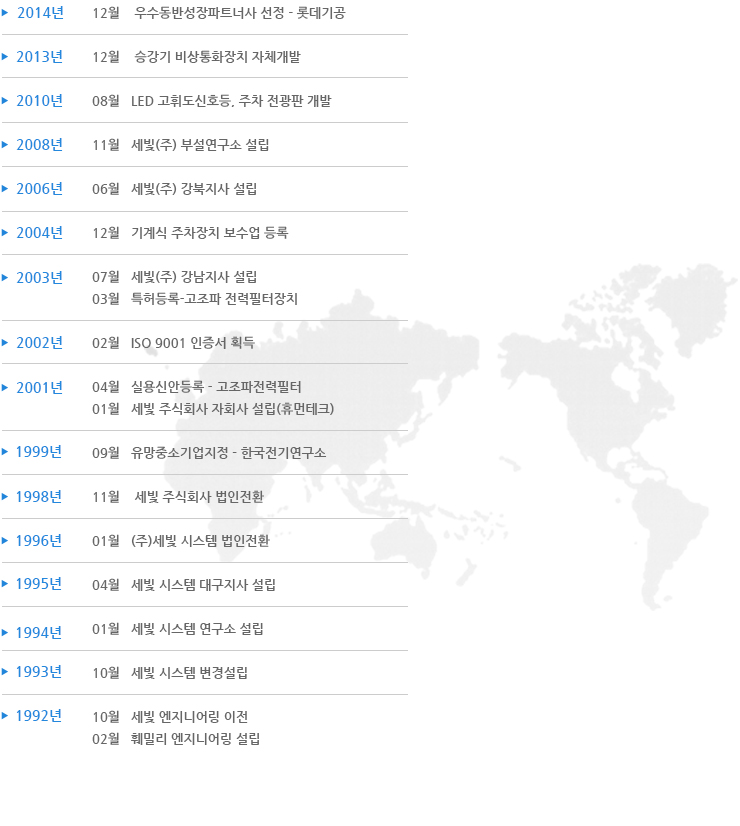 ▶ 2014년 12월 우수동반성장파트너사 선정 - 롯데기공
▶ 2013년 12월 승강기 비상통화장치 자체개발
▶ 2010년 08월 LED 고휘도신호등, 주차 전광판 개발
▶ 2008년 11월 세빛(주) 부설연구소 설립
▶ 2006년 06월 세빛(주) 강북지사 설립
▶ 2004년 12월 기계식 주차장치 보수업 등록
▶ 2003년 07월 세빛(주) 강남지사 설립
03월 특허등록-고조파 전력필터장치
▶ 2002년 02월 ISO 9001 인증서 획득
▶ 2001년 04월 실용신안등록 - 고조파전력필터
01월 세빛 주식회사 자회사 설립(휴먼테크)
▶ 1999년 09월 유망중소기업지정 - 한국전기연구소
▶ 1998년 11월 세빛 주식회사 법인전환
▶ 1996년 01월 (주)세빛 시스템 법인전환
▶ 1995년 04월 세빛 시스템 대구지사 설립
▶ 1994년 01월 세빛 시스템 연구소 설립
▶ 1993년 10월 세빛 시스템 변경설립
▶ 1992년 10월 세빛 엔지니어링 이전
02월 훼밀리 엔지니어링 설립